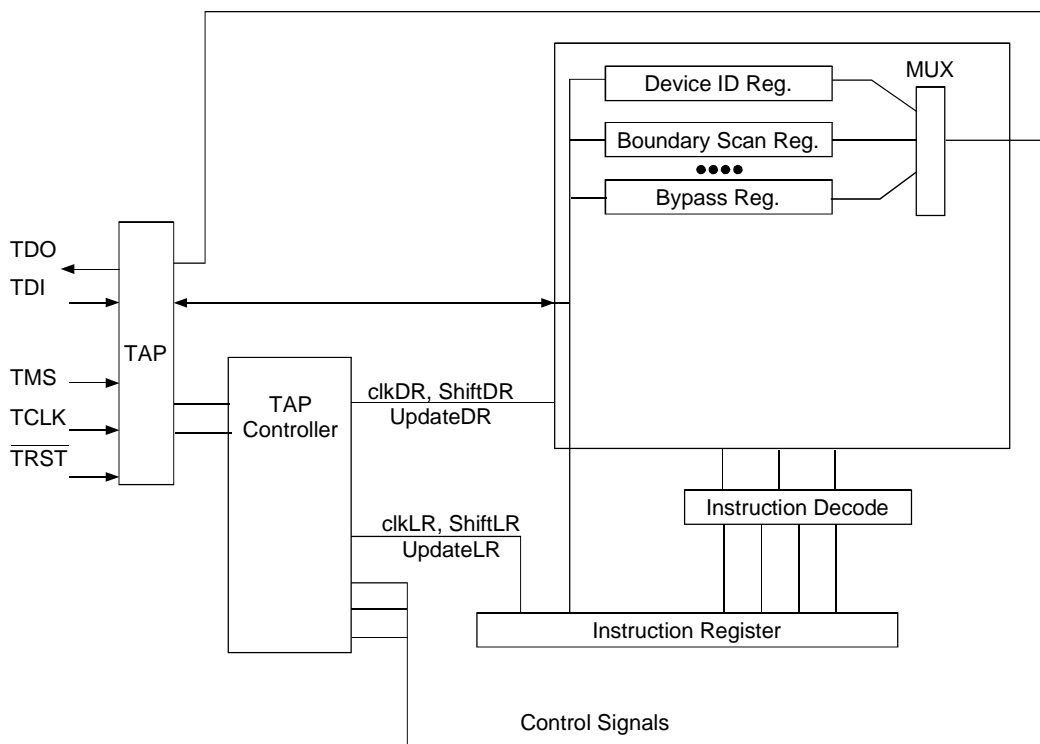 MUX
Device ID Reg.
Boundary Scan Reg.
Bypass Reg.
TDO
TDI
TAP
TMS
TCLK
TRST
TAP
Controller
clkDR, ShiftDR
UpdateDR
Instruction Decode
clkLR, ShiftLR
UpdateLR
Instruction Register
Control Signals